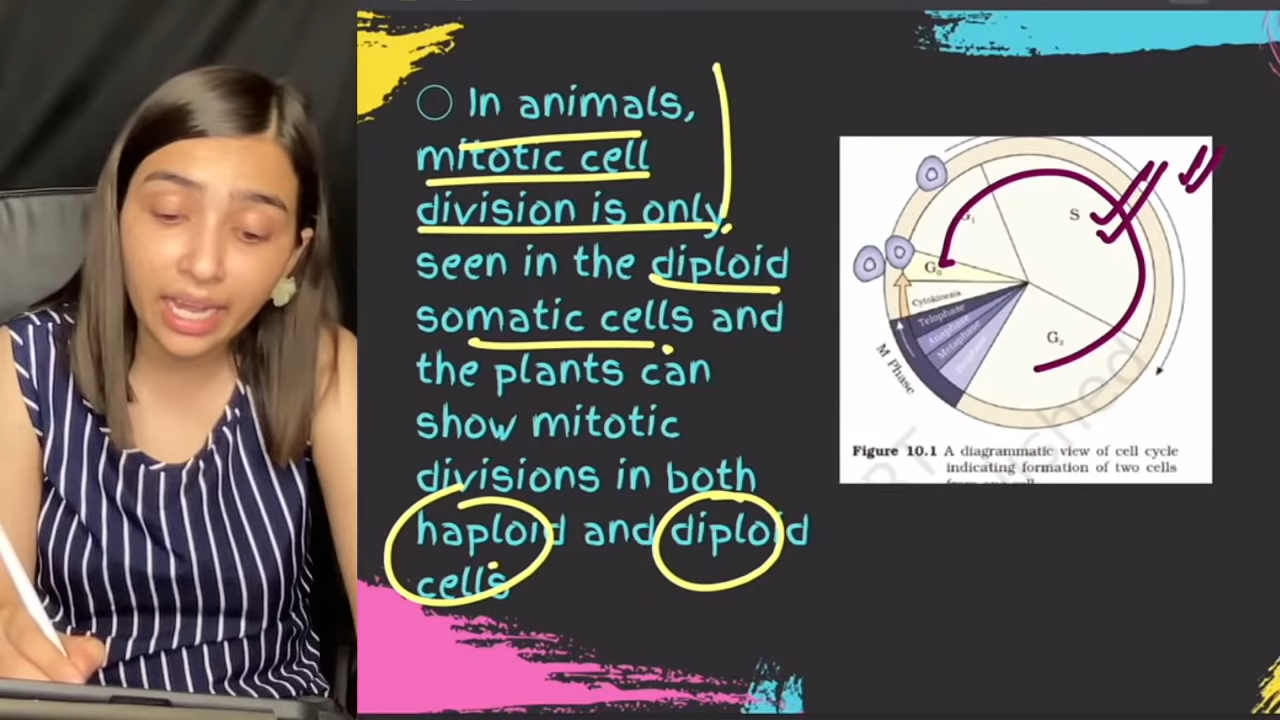 In animals,
mitotic cell
division is only
seen in the diploid
somatic cells and
the plants can
show mitotic
divisions in both
haploid and diploid
cells
G₁
S
G₀
G₂
Cytokinesis
Telophase
Anaphase
Metaphase
M Phase
Figure 10.1 A diagrammatic view of cell cycle
indicating formation of two cells